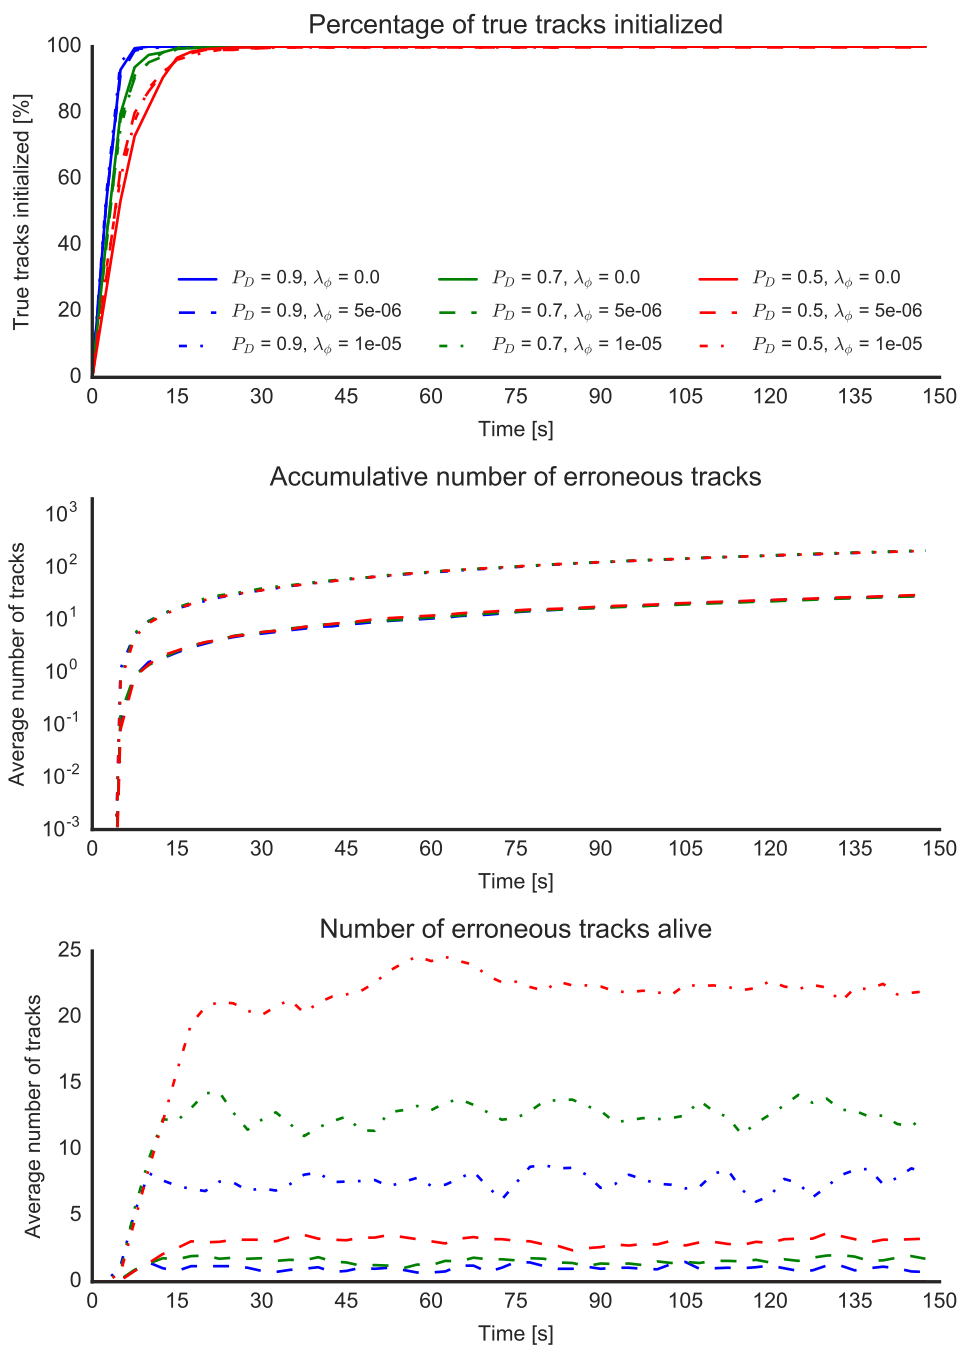 Percentage of true tracks initialized
True tracks initialized [%]
100
80
60
40
20
0
P_D = 0.9, λ_ϕ = 0.0
P_D = 0.7, λ_ϕ = 0.0
P_D = 0.5, λ_ϕ = 0.0
P_D = 0.9, λ_ϕ = 5e-06
P_D = 0.7, λ_ϕ = 5e-06
P_D = 0.5, λ_ϕ = 5e-06
P_D = 0.9, λ_ϕ = 1e-05
P_D = 0.7, λ_ϕ = 1e-05
P_D = 0.5, λ_ϕ = 1e-05
0 15 30 45 60 75 90 105 120 135 150
Time [s]
Accumulative number of erroneous tracks
Average number of tracks
10^3
10^2
10^1
10^0
10^-1
10^-2
10^-3
0 15 30 45 60 75 90 105 120 135 150
Time [s]
Number of erroneous tracks alive
Average number of tracks
25
20
15
10
5
0
0 15 30 45 60 75 90 105 120 135 150
Time [s]